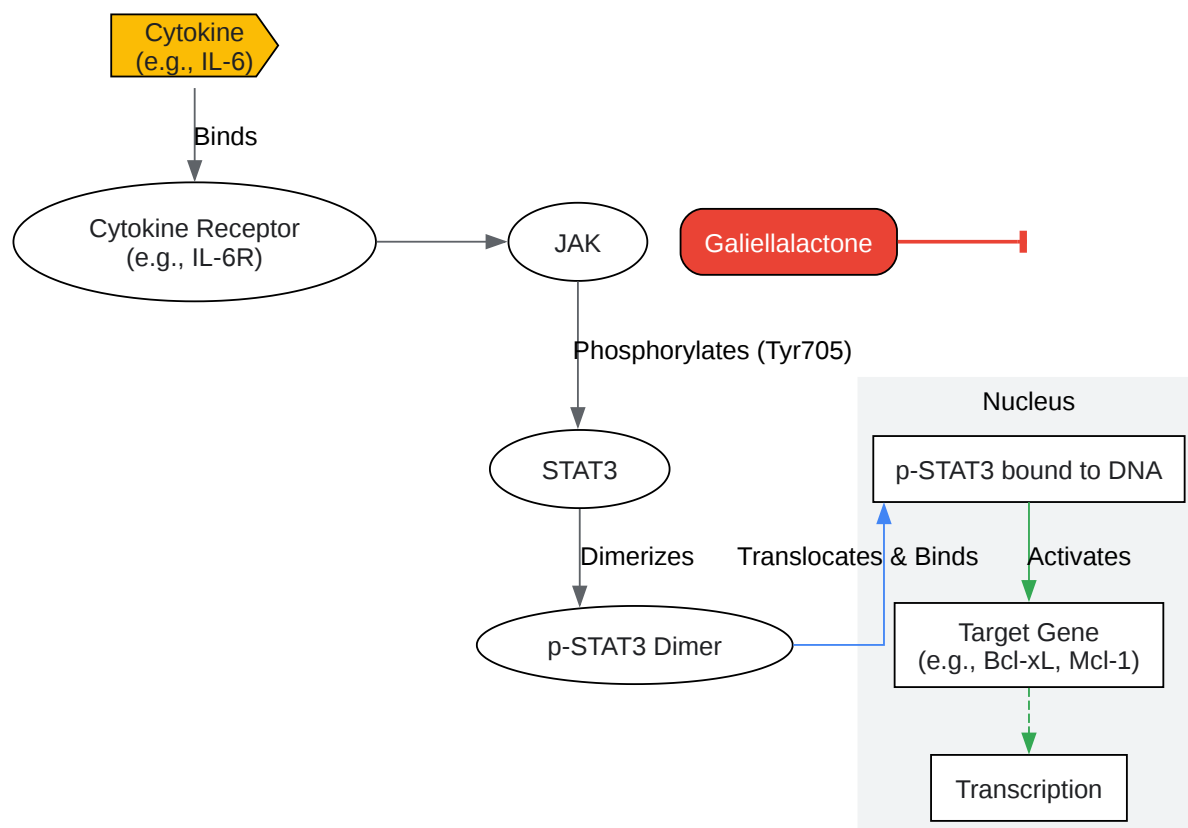 Cytokine
(e.g., IL-6)
Binds
Cytokine Receptor
(e.g., IL-6R)
JAK
Galiellalactone
Phosphorylates (Tyr705)
Nucleus
STAT3
p-STAT3 bound to DNA
Dimerizes
Translocates & Binds
Activates
p-STAT3 Dimer
Target Gene
(e.g., Bcl-xL, Mcl-1)
Transcription